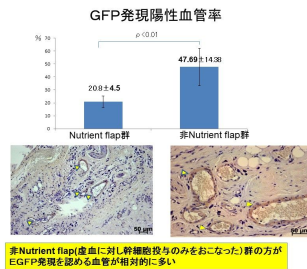 GFP発現陽性血管率
%
p<0.01
70
60
50
40
30
20
10
0
20.8±4.5
47.69±14.38
Nutrient flap群
非Nutrient flap群
50 μm
50 μm
非Nutrient flap(虚血に対し幹細胞投与のみをおこなった)群の方が
EGFP発現を認める血管が相対的に多い